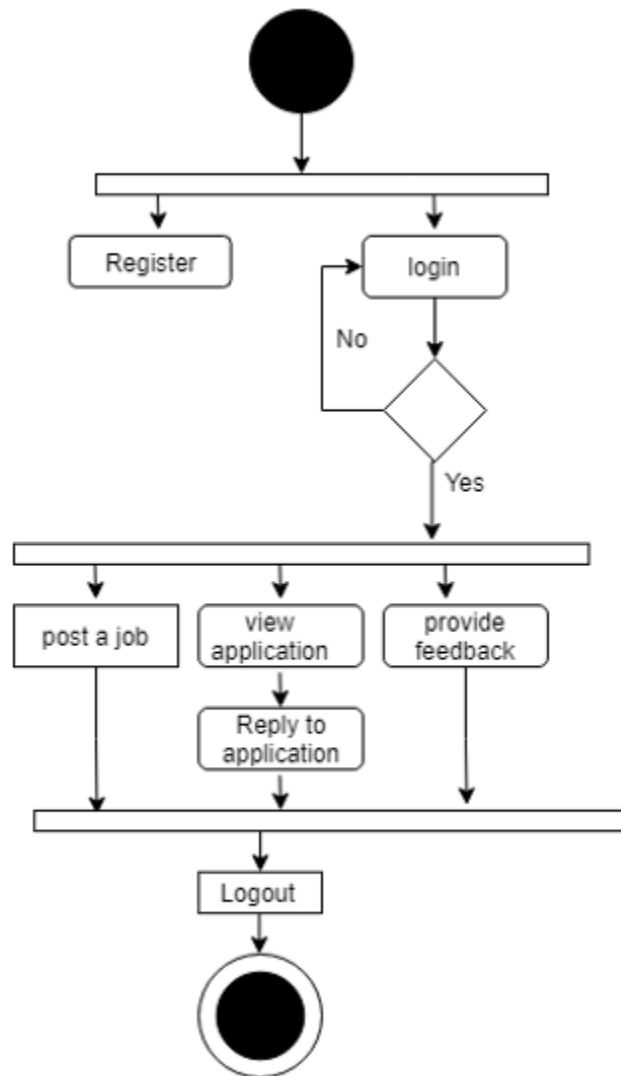 Register
login
No
Yes
post a job
view
application
provide
feedback
Reply to
application
Logout